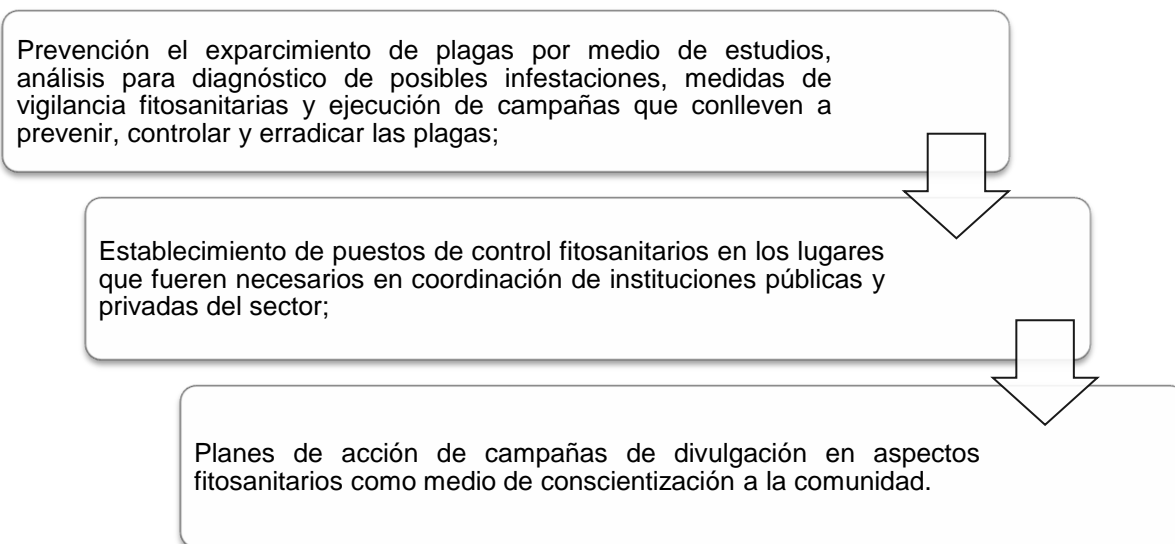 Prevención el exparcimiento de plagas por medio de estudios,
análisis para diagnóstico de posibles infestaciones, medidas de
vigilancia fitosanitarias y ejecución de campañas que conlleven a
prevenir, controlar y erradicar las plagas;
Establecimiento de puestos de control fitosanitarios en los lugares
que fueren necesarios en coordinación de instituciones públicas y
privadas del sector;
Planes de acción de campañas de divulgación en aspectos
fitosanitarios como medio de conscientización a la comunidad.